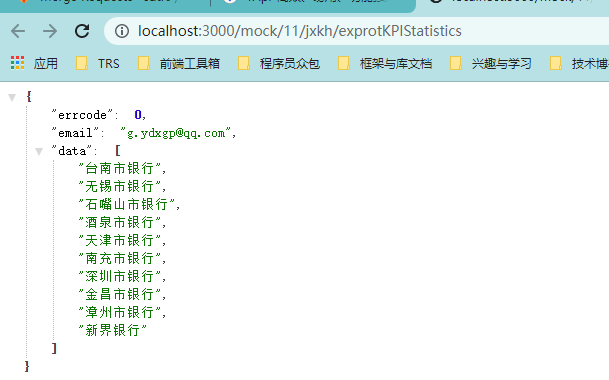 localhost:3000/mock/11/jxkh/exprotKPIStatistics
应用 TRS 前端工具箱 程序员众包 框架与库文档 兴趣与学习 技术博
{
"errcode": 0,
"email": "g.ydxgp@qq.com",
"data": [
"台南市银行",
"无锡市银行",
"石嘴山市银行",
"酒泉市银行",
"天津市银行",
"南充市银行",
"深圳市银行",
"金昌市银行",
"漳州市银行",
"新界银行"
]
}